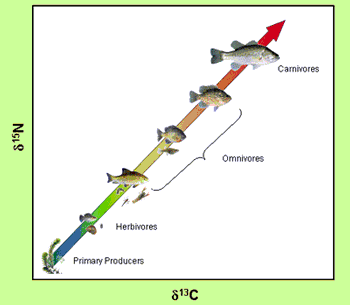 Carnivores
δ15N
Omnivores
Herbivores
Primary Producers
δ13C